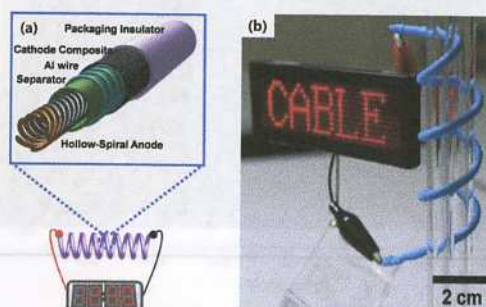 (a)
Packaging Insulator
Cathode Composite
Al wire
Separator
Hollow-Spiral Anode
(b)
CABLE
2 cm